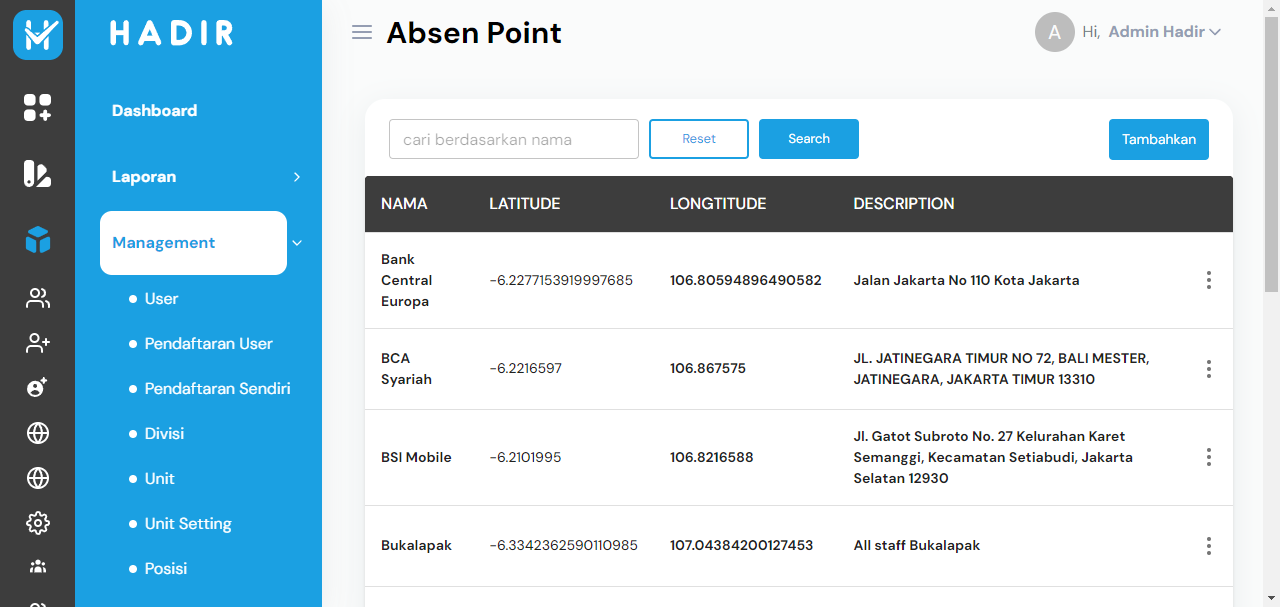 HADIR
Dashboard
Laporan
Management
User
Pendaftaran User
Pendaftaran Sendiri
Divisi
Unit
Unit Setting
Posisi
Absen Point
A Hi, Admin Hadir
cari berdasarkan nama Reset Search Tambahkan
NAMA LATITUDE LONGTITUDE DESCRIPTION
Bank
Central
Europa
-6.2277153919997685 106.80594896490582 Jalan Jakarta No 110 Kota Jakarta
BCA
Syariah
-6.2216597 106.867575
JL. JATINEGARA TIMUR NO 72, BALI MESTER,
JATINEGARA, JAKARTA TIMUR 13310
BSI Mobile -6.2101995 106.8216588
Jl. Gatot Subroto No. 27 Kelurahan Karet
Semanggi, Kecamatan Setiabudi, Jakarta
Selatan 12930
Bukalapak -6.3342362590110985 107.04384200127453 All staff Bukalapak